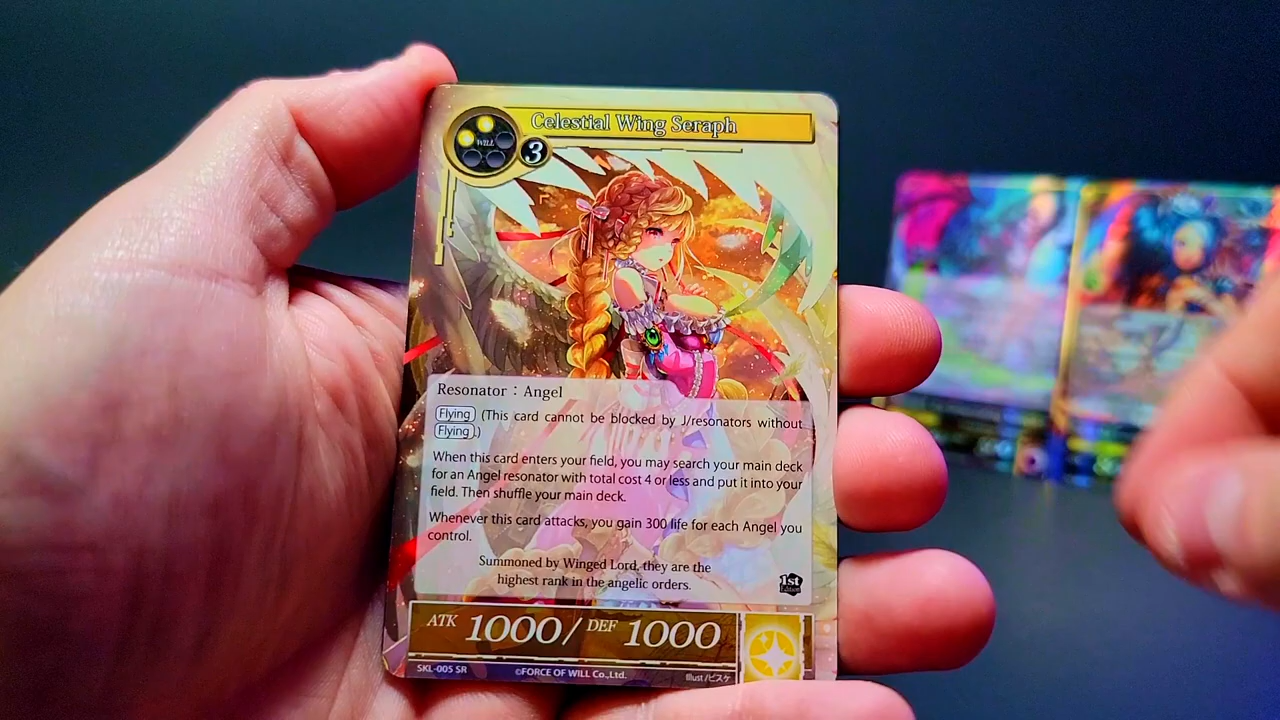 Celestial Wing Seraph
WILL
3
Resonator : Angel
Flying (This card cannot be blocked by J/resonators without
Flying.)
When this card enters your field, you may search your main deck
for an Angel resonator with total cost 4 or less and put it into your
field. Then shuffle your main deck.
Whenever this card attacks, you gain 300 life for each Angel you
control.
Summoned by Winged Lord, they are the
highest rank in the angelic orders.
1st
Edition
ATK 1000/ DEF 1000
SKL-005 SR ©FORCE OF WILL Co.,Ltd. Illust/ビスケ